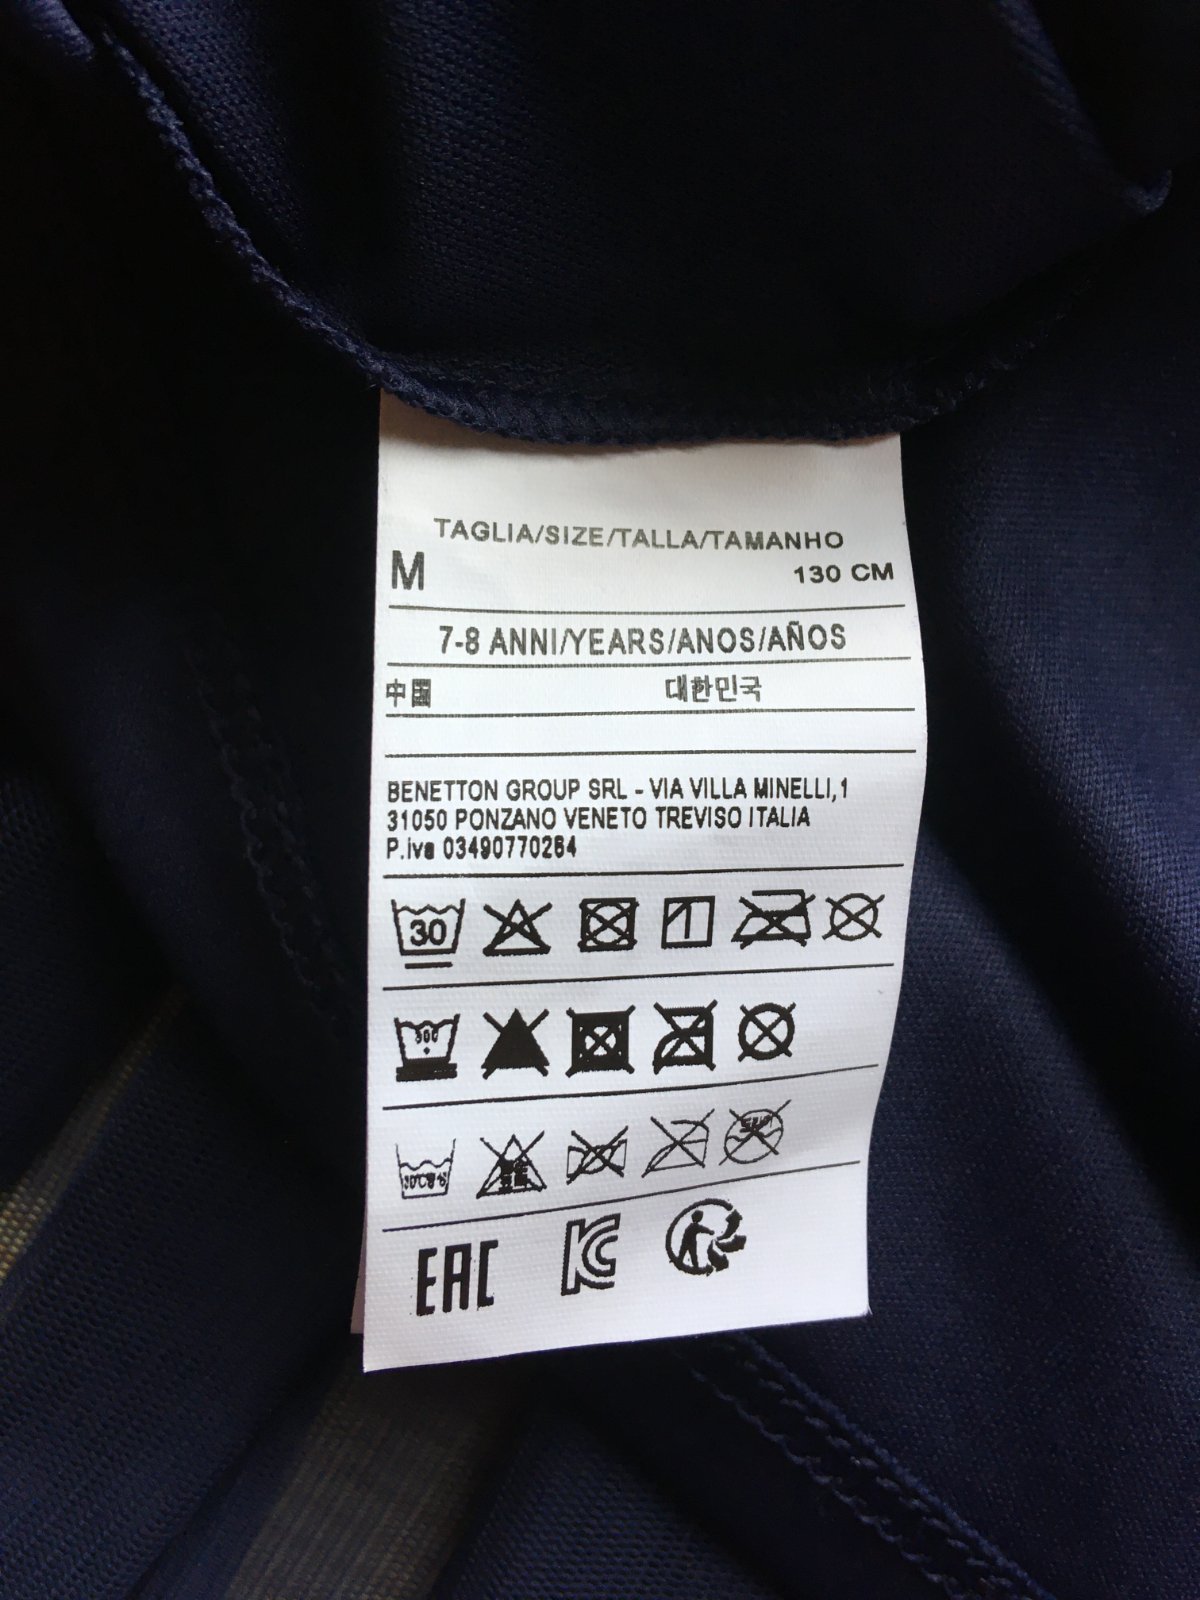 TAGLIA/SIZE/TALLA/TAMANHO
M 130 CM
7-8 ANNI/YEARS/ANOS/AÑOS
中國 대한민국
BENETTON GROUP SRL - VIA VILLA MINELLI,1
31050 PONZANO VENETO TREVISO ITALIA
P.iva 03490770264
30
EAC KC